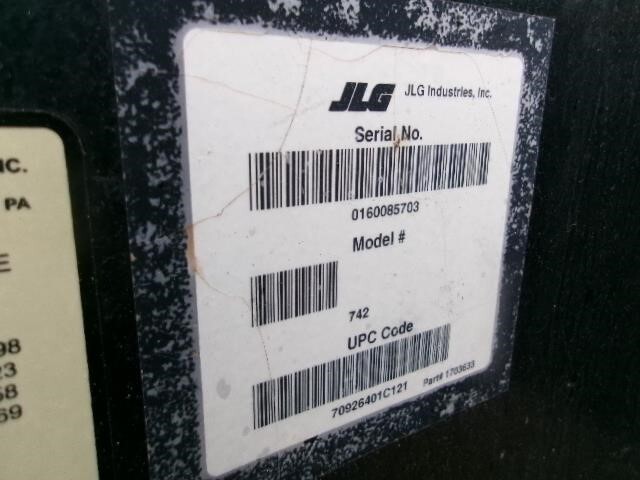 JLG JLG Industries, Inc.
Serial No.
0160085703
Model #
742
UPC Code
70926401C121 Part# 1703633
NC.
PA
E
98
23
58
69